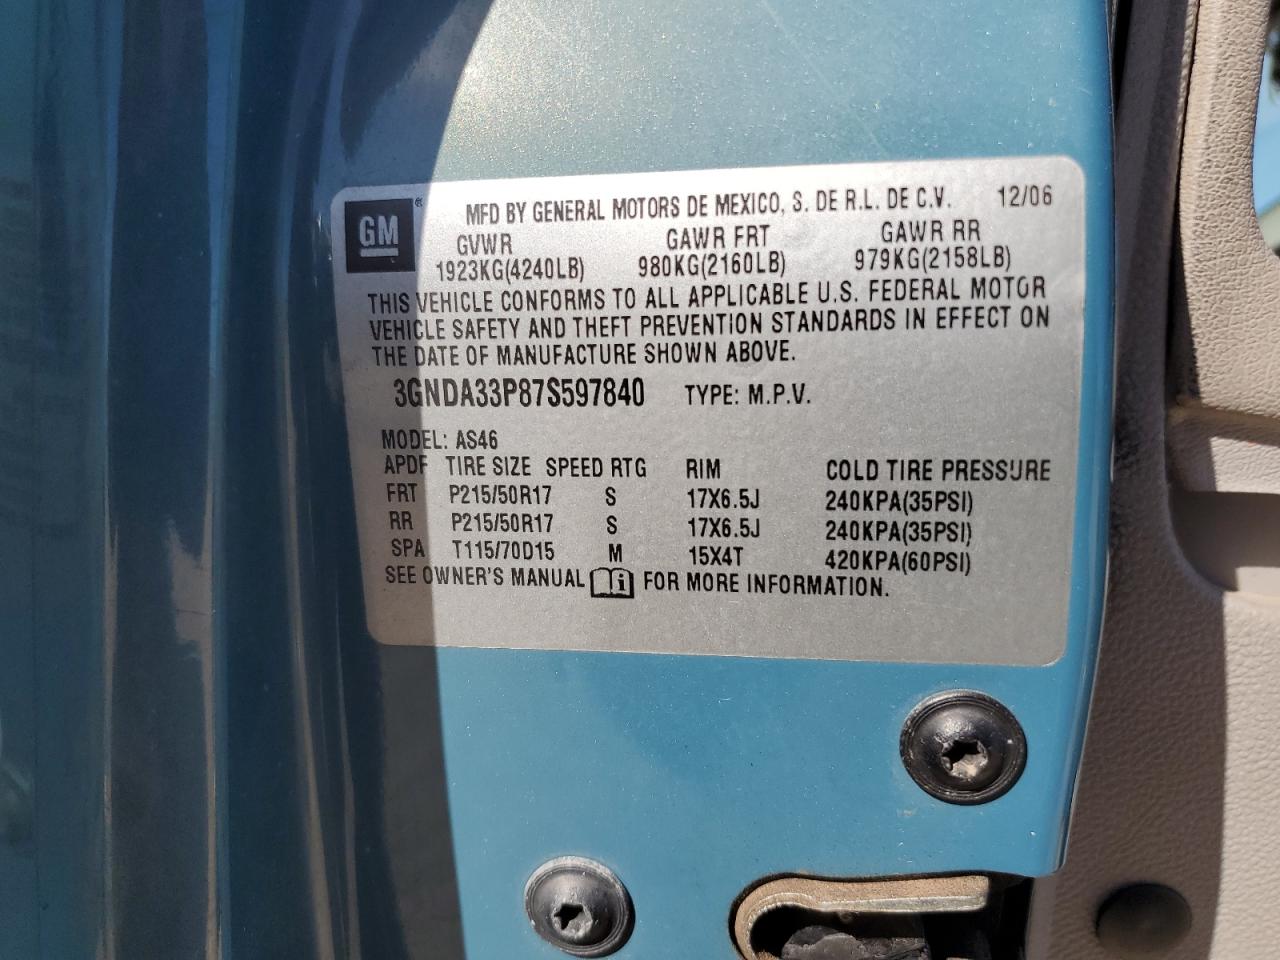 GM ® MFD BY GENERAL MOTORS DE MEXICO, S. DE R.L. DE C.V. 12/06
GVWR GAWR FRT GAWR RR
1923KG(4240LB) 980KG(2160LB) 979KG(2158LB)
THIS VEHICLE CONFORMS TO ALL APPLICABLE U.S. FEDERAL MOTOR
VEHICLE SAFETY AND THEFT PREVENTION STANDARDS IN EFFECT ON
THE DATE OF MANUFACTURE SHOWN ABOVE.
3GNDA33P87S597840 TYPE: M.P.V.
MODEL: AS46
APDF TIRE SIZE SPEED RTG RIM COLD TIRE PRESSURE
FRT P215/50R17 S 17X6.5J 240KPA(35PSI)
RR P215/50R17 S 17X6.5J 240KPA(35PSI)
SPA T115/70D15 M 15X4T 420KPA(60PSI)
SEE OWNER'S MANUAL i FOR MORE INFORMATION.